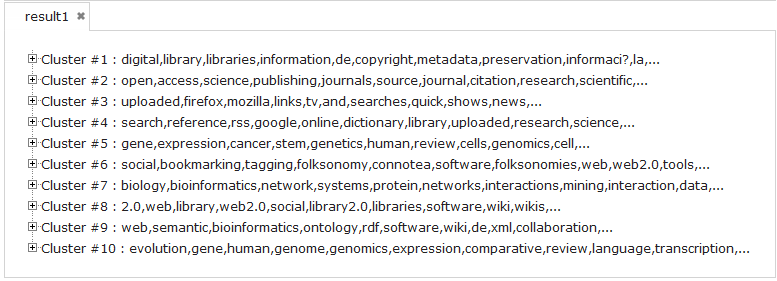 result1
Cluster #1 : digital,library,libraries,information,de,copyright,metadata,preservation,informaci?,la,...
Cluster #2 : open,access,science,publishing,journals,source,journal,citation,research,scientific,...
Cluster #3 : uploaded,firefox,mozilla,links,tv,and,searches,quick,shows,news,...
Cluster #4 : search,reference,rss,google,online,dictionary,library,uploaded,research,science,...
Cluster #5 : gene,expression,cancer,stem,genetics,human,review,cells,genomics,cell,...
Cluster #6 : social,bookmarking,tagging,folksonomy,connotea,software,folksonomies,web,web2.0,tools,...
Cluster #7 : biology,bioinformatics,network,systems,protein,networks,interactions,mining,interaction,data,...
Cluster #8 : 2.0,web,library,web2.0,social,library2.0,libraries,software,wiki,wikis,...
Cluster #9 : web,semantic,bioinformatics,ontology,rdf,software,wiki,de,xml,collaboration,...
Cluster #10 : evolution,gene,human,genome,genomics,expression,comparative,review,language,transcription,...